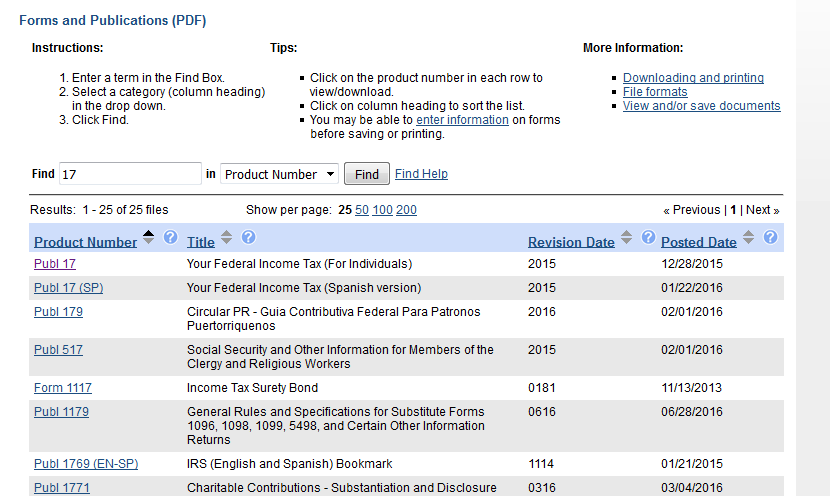 Forms and Publications (PDF)
Instructions:
1. Enter a term in the Find Box.
2. Select a category (column heading)
in the drop down.
3. Click Find.
Tips:
Click on the product number in each row to
view/download.
Click on column heading to sort the list.
You may be able to enter information on forms
before saving or printing.
More Information:
Downloading and printing
File formats
View and/or save documents
Find 17 in Product Number Find Find Help
Results: 1 - 25 of 25 files Show per page: 25 50 100 200 « Previous | 1 | Next »
Product Number ? Title ? Revision Date ? Posted Date ?
Publ 17 Your Federal Income Tax (For Individuals) 2015 12/28/2015
Publ 17 (SP) Your Federal Income Tax (Spanish version) 2015 01/22/2016
Publ 179 Circular PR - Guia Contributiva Federal Para Patronos 2016 02/01/2016
Puertorriquenos
Publ 517 Social Security and Other Information for Members of the 2015 02/01/2016
Clergy and Religious Workers
Form 1117 Income Tax Surety Bond 0181 11/13/2013
Publ 1179 General Rules and Specifications for Substitute Forms 0616 06/28/2016
1096, 1098, 1099, 5498, and Certain Other Information
Returns
Publ 1769 (EN-SP) IRS (English and Spanish) Bookmark 1114 01/21/2015
Publ 1771 Charitable Contributions - Substantiation and Disclosure 0316 03/04/2016